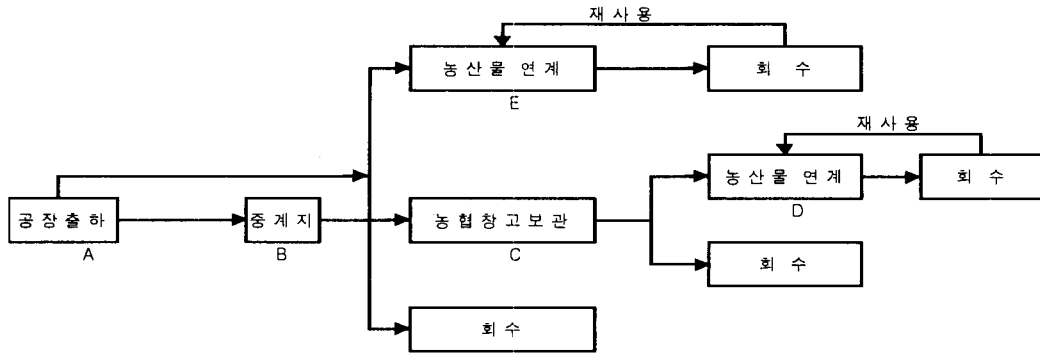 재 사 용
농 산 물 연 계
회 수
E
재 사 용
농 산 물 연 계
회 수
D
공 장 출 하
중 계 지
농 협 창 고 보 관
A
B
C
회 수
회 수